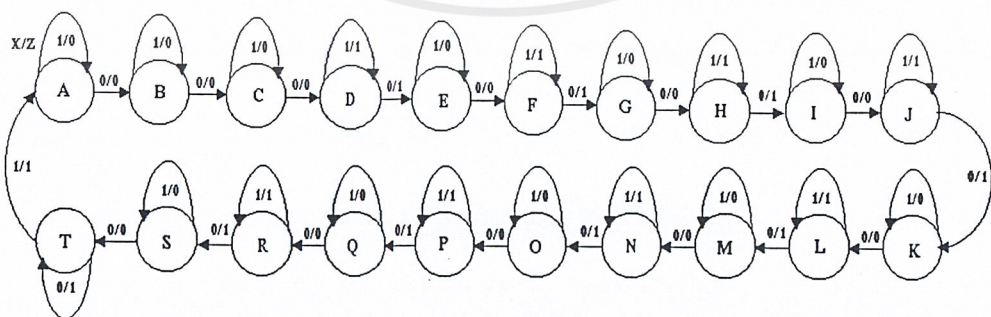 X/Z 1/0 1/0 1/0 1/1 1/0 1/1 1/0 1/1 1/0 1/1
A 0/0 B 0/0 C 0/0 D 0/1 E 0/0 F 0/1 G 0/0 H 0/1 I 0/0 J
1/1 0/1
1/0 1/1 1/0 1/1 1/0 1/1 1/0 1/1 1/0
T 0/0 S 0/1 R 0/0 Q 0/1 P 0/0 O 0/1 N 0/0 M 0/1 L 0/0 K
0/1